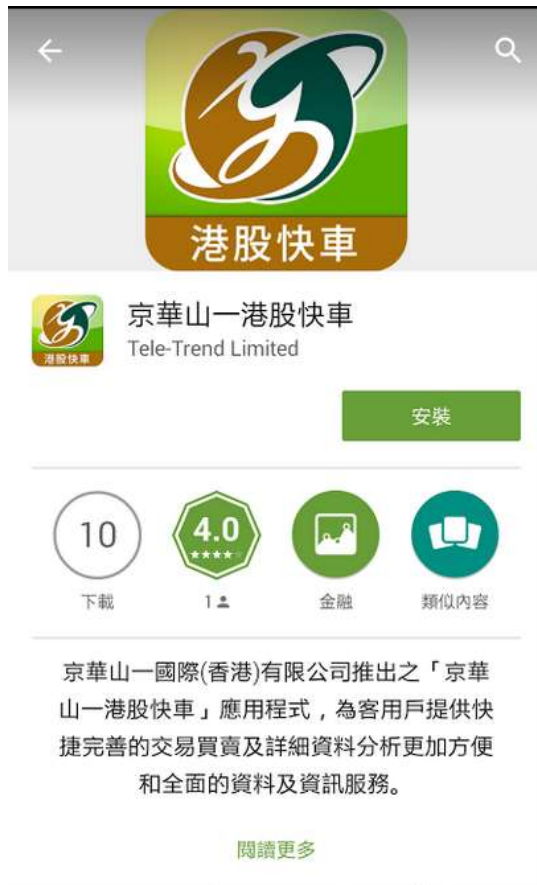 港股快車
京華山一港股快車
Tele-Trend Limited
港股快車
安裝
10
4.0
下載
1
金融
類似內容
京華山一國際(香港)有限公司推出之「京華
山一港股快車」應用程式，為客用戶提供快
捷完善的交易買賣及詳細資料分析更加方便
和全面的資料及資訊服務。
閱讀更多